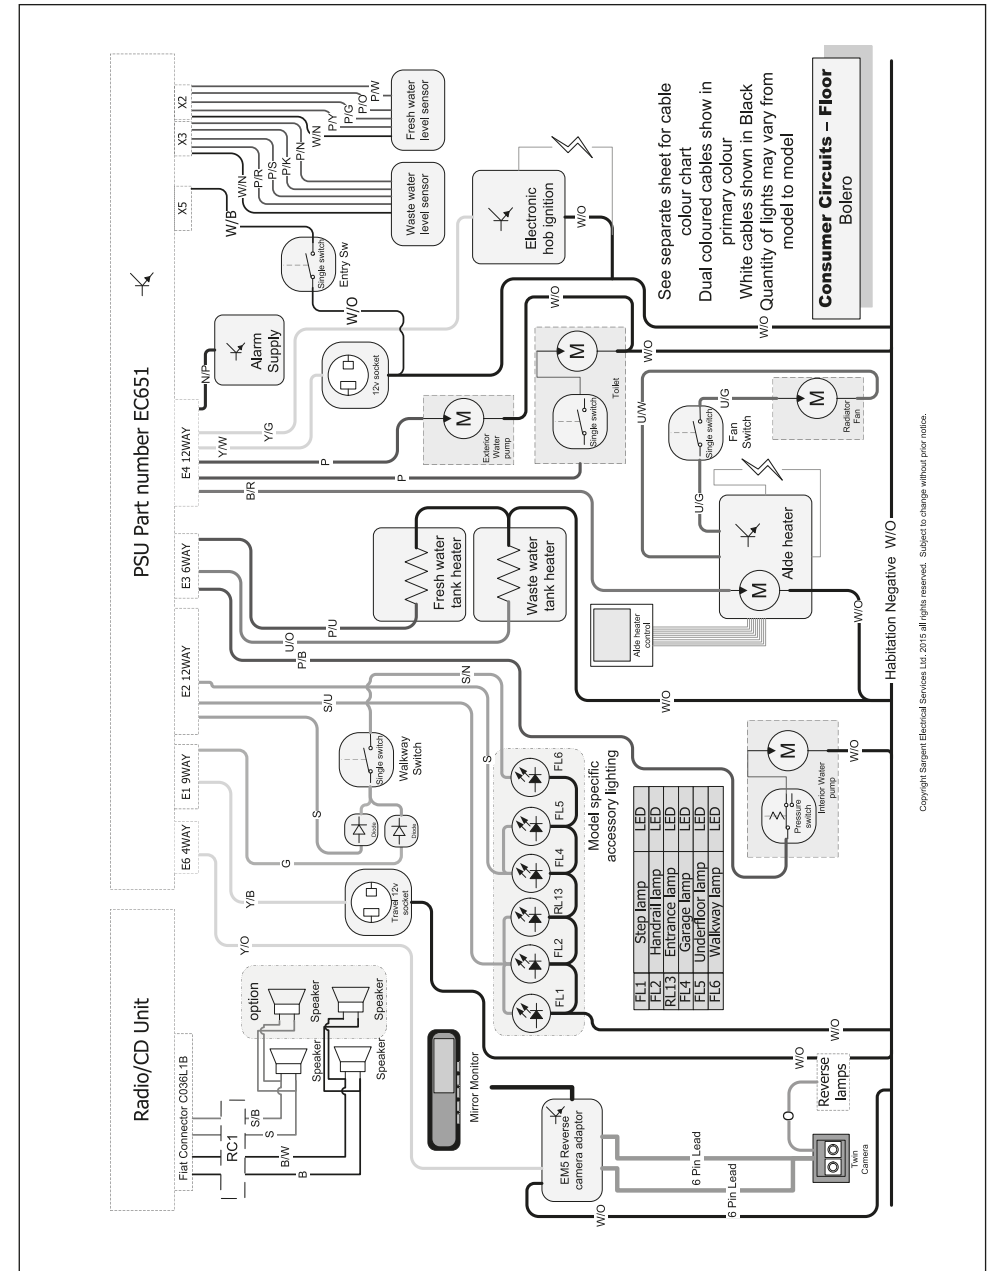 PSU Part number EC651
Radio/CD Unit
Fiat Connector C036L1B
E6 4WAY
E1 9WAY
E2 12WAY
E3 6WAY
E4 12WAY
X5
X3
X2
RC1
S/B
S
B/W
B
option
Speaker
Speaker
Speaker
Speaker
Y/O
Y/B
G
S
S/U
P/B
U/O
P/U
B/R
P
P
Y/W
Y/G
N/P
Alarm
Supply
W/B
W/N
P/R
P/S
P/K
P/N
W/N
P/Y
P/G
P/O
P/W
Fresh water
level sensor
Waste water
level sensor
Single switch
Entry Sw
W/O
12v socket
Electronic
hob ignition
W/O
M
Exterior
Water
pump
W/O
M
Single switch
Toilet
W/O
W/O
Fresh water
tank heater
Waste water
tank heater
Single switch
Walkway
Switch
Diode
Diode
S/N
S
Travel 12v
socket
FL1
FL2
RL13
FL4
FL5
FL6
Model specific
accessory lighting
FL1 Step lamp LED
FL2 Handrail lamp LED
RL13 Entrance lamp LED
FL4 Garage lamp LED
FL5 Underfloor lamp LED
FL6 Walkway lamp LED
Alde heater
control
M
Alde heater
U/G
U/W
Single switch
Fan
Switch
U/G
M
Radiator
Fan
W/O
W/O
M
Pressure
switch
Interior Water
pump
W/O
W/O
W/O
Mirror Monitor
EM5 Reverse
camera adaptor
6 Pin Lead
6 Pin Lead
W/O
O
Reverse
lamps
Twin
Camera
Habitation Negative W/O
See separate sheet for cable
colour chart
Dual coloured cables show in
primary colour
White cables shown in Black
Quantity of lights may vary from
model to model
Consumer Circuits – Floor
Bolero
Copyright Sargent Electrical Services Ltd. 2015 all rights reserved. Subject to change without prior notice.